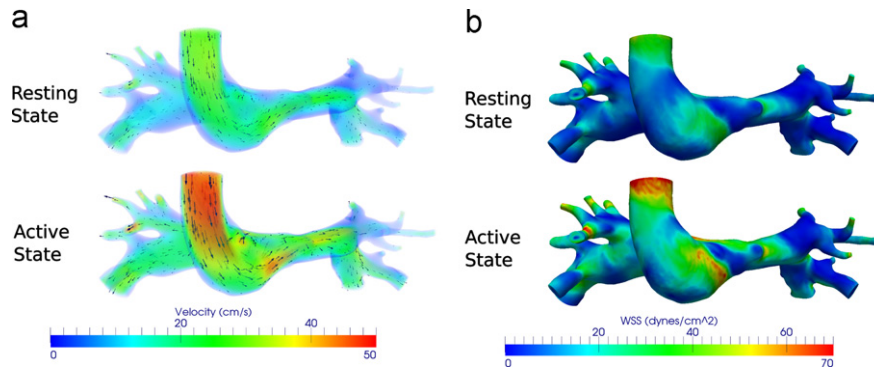 a
Resting
State
Active
State
Velocity (cm/s)
0 20 40 50
b
Resting
State
Active
State
WSS (dynes/cm^2)
0 20 40 60 70